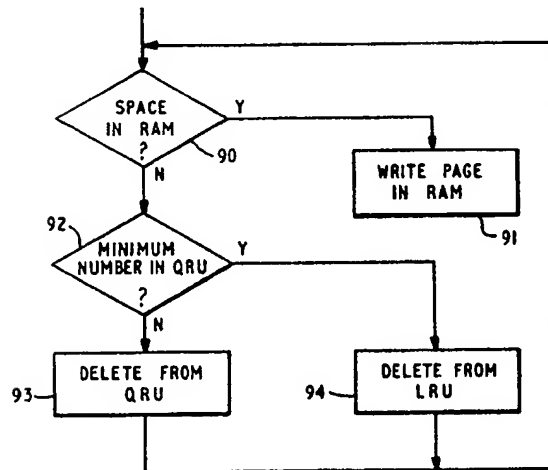 SPACE
IN RAM
?
Y
90
N
WRITE PAGE
IN RAM
91
92
MINIMUM
NUMBER IN QRU
?
Y
N
DELETE FROM
QRU
93
DELETE FROM
LRU
94